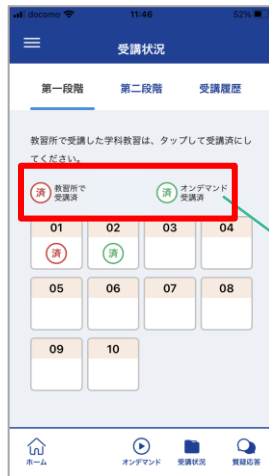 docomo 11:46 52%
受講状況
第一段階 第二段階 受講履歴
教習所で受講した学科教習は、タップして受講済にし
てください。
済 教習所で
受講済
済 オンデマンド
受講済
01 02 03 04
済 済
05 06 07 08
09 10
ホーム オンデマンド 受講状況 質疑応答